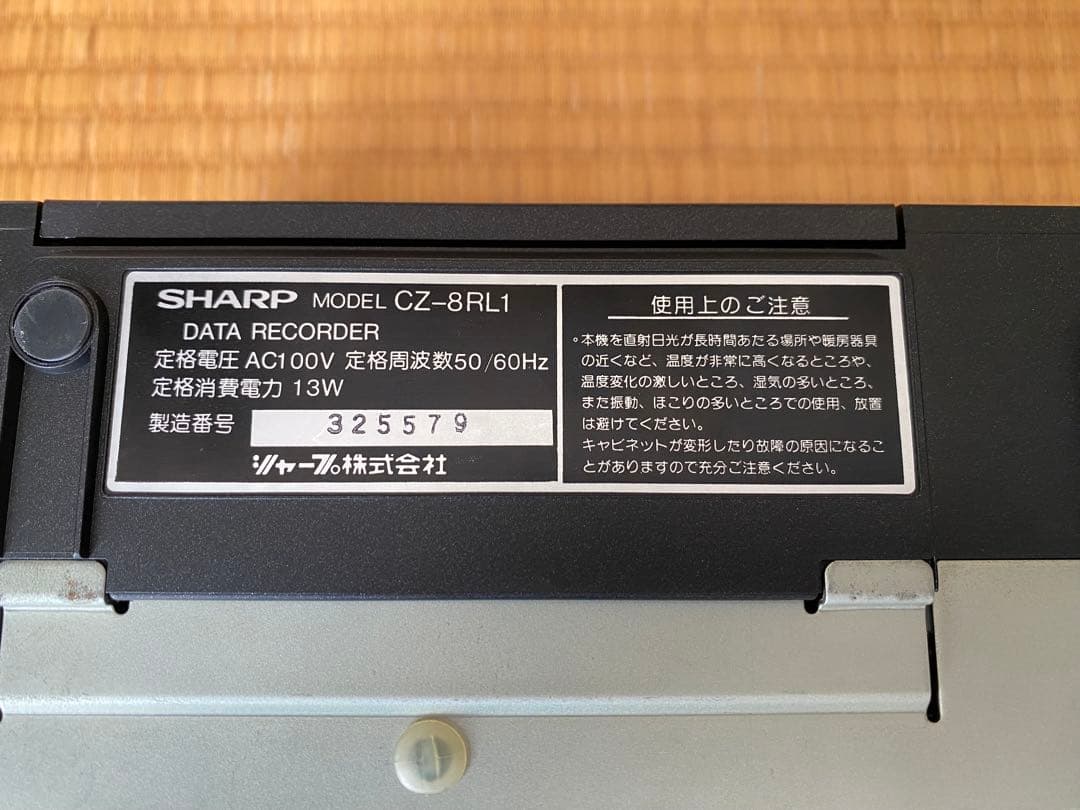 SHARP MODEL CZ-8RL1
DATA RECORDER
定格電圧 AC100V 定格周波数50/60Hz
定格消費電力 13W
製造番号 325579
シャープ株式会社
使用上のご注意
。本機を直射日光が長時間あたる場所や暖房器具
の近くなど、温度が非常に高くなるところや、
温度変化の激しいところ、湿気の多いところ、
また振動、ほこりの多いところでの使用、放置
は避けてください。
キャビネットが変形したり故障の原因になるこ
とがありますので充分ご注意ください。